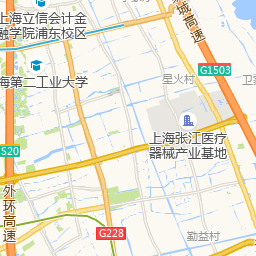 上海立信会计金
融学院浦东校区
城高速
G1503
星火村
卫
海第二工业大学
上海张江医疗
器械产业基地
S20
外环高速
G228
勤益村